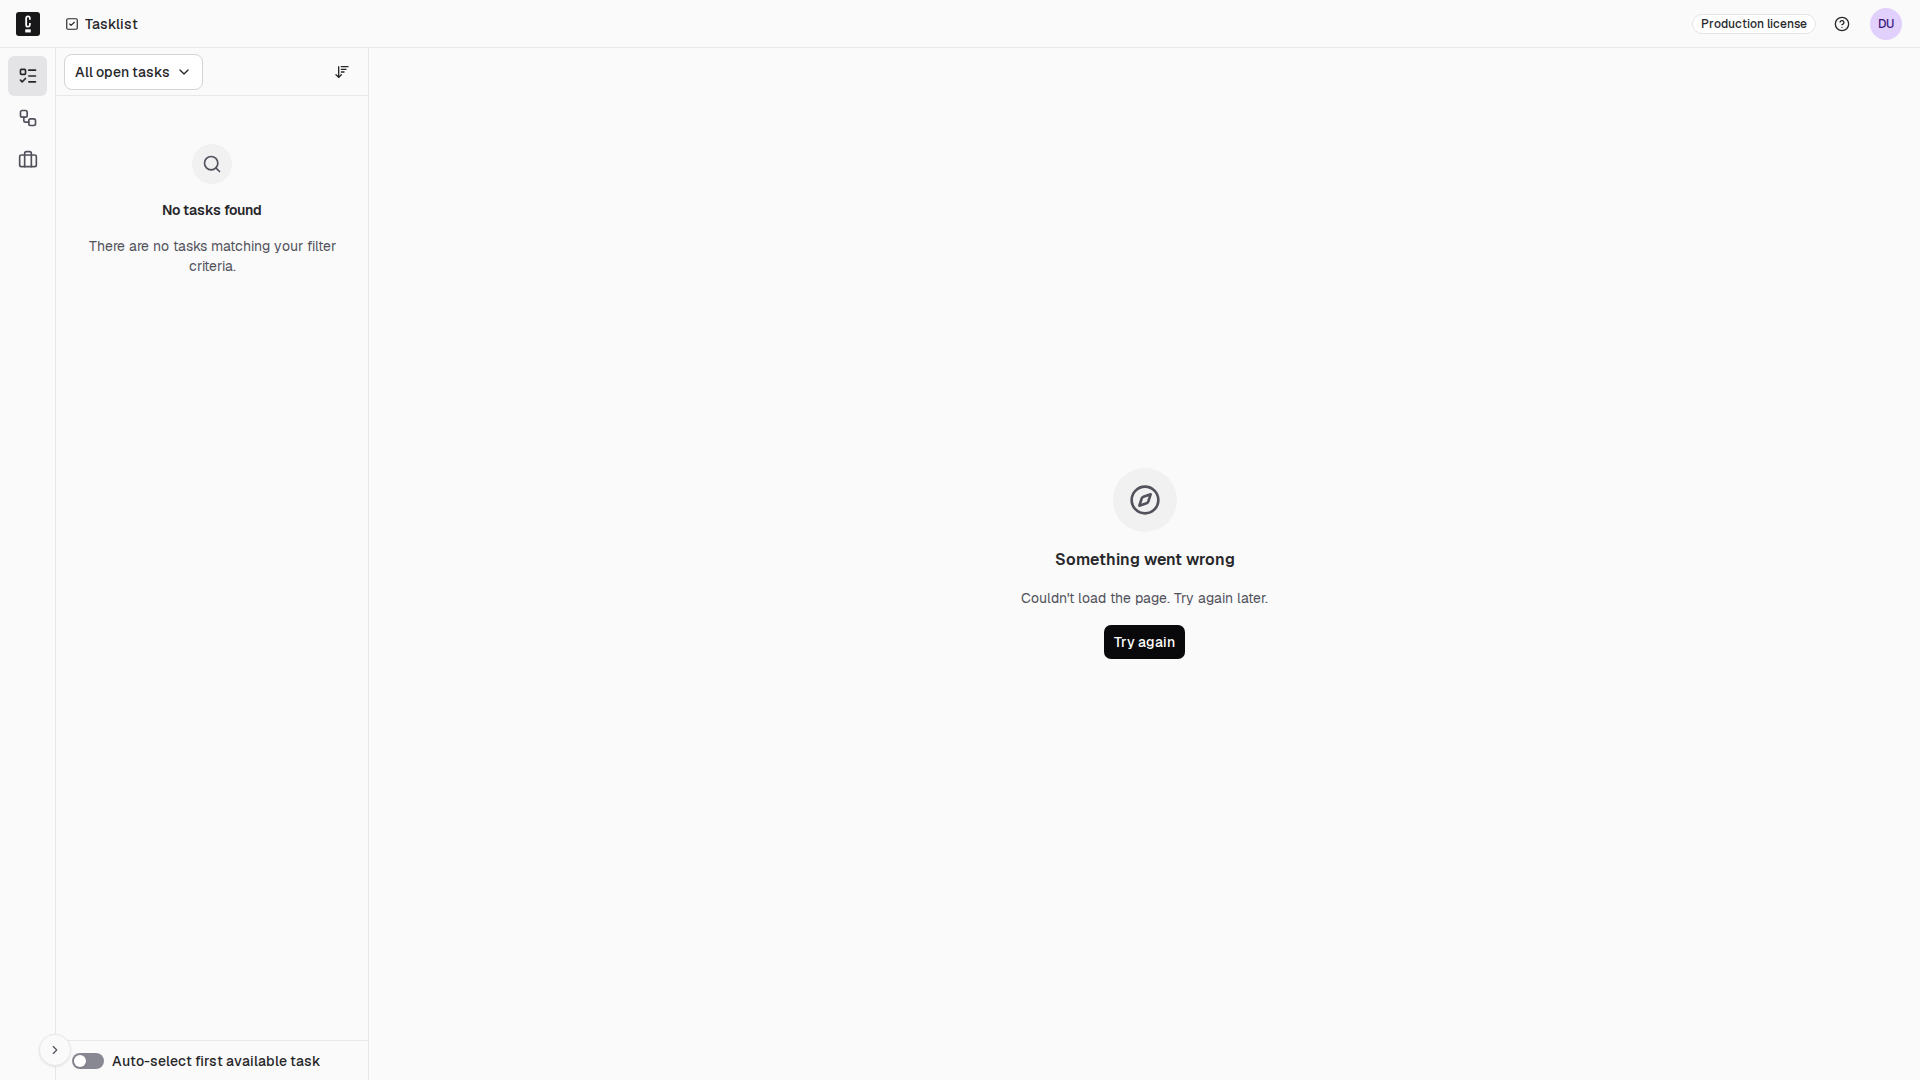 Tasklist
Production license
DU
All open tasks
No tasks found
There are no tasks matching your filter
criteria.
Something went wrong
Couldn't load the page. Try again later.
Try again
Auto-select first available task